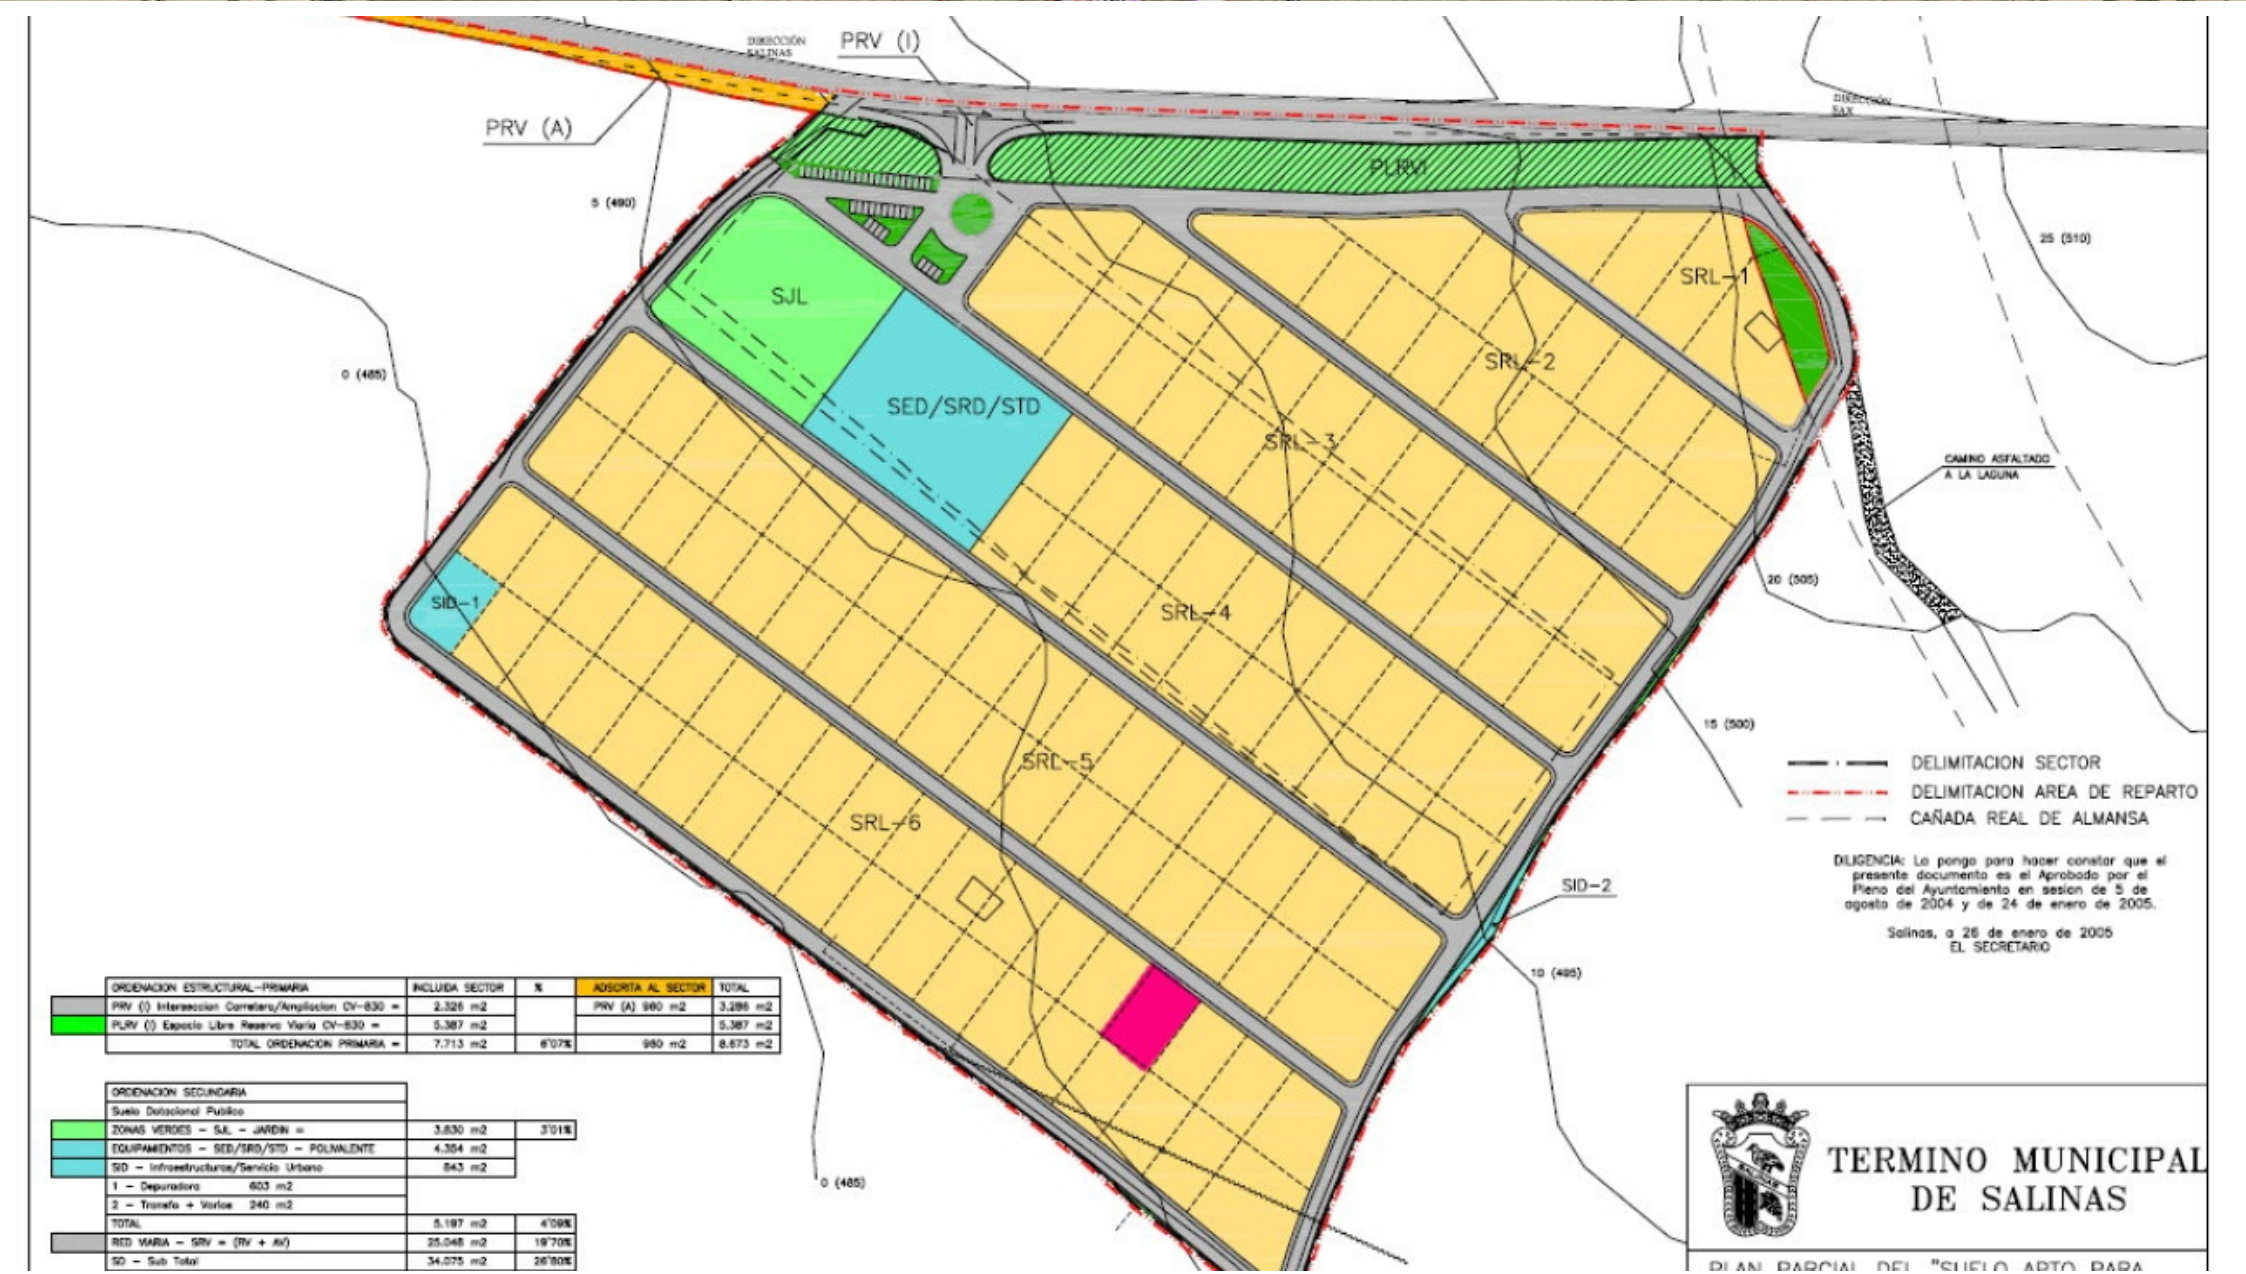 DIRECCIÓN
SALINAS
PRV (I)
PRV (A)
DIRECCIÓN
SAX
PLRVI
5 (490)
25 (510)
SRL-1
SJL
SRL-2
0 (485)
SED/SRD/STD
SRL-3
CAMINO ASFALTADO
A LA LAGUNA
20 (505)
SID-1
SRL-4
15 (500)
SRL-5
SRL-6
DELIMITACION SECTOR
DELIMITACION AREA DE REPARTO
CAÑADA REAL DE ALMANSA
DILIGENCIA: La pongo para hacer constar que el
presente documento es el Aprobado por el
Pleno del Ayuntamiento en sesion de 5 de
agosto de 2004 y de 24 de enero de 2005.
Salinas, a 26 de enero de 2005
EL SECRETARIO
SID-2
10 (495)
0 (485)
ORDENACION ESTRUCTURAL-PRIMARIA INCLUIDA SECTOR % ADSCRITA AL SECTOR TOTAL
PRV (I) Interseccion Carretera/Ampliacion CV-830 = 2.326 m2 PRV (A) 960 m2 3.286 m2
PLRV (I) Espacio Libre Reserva Viaria CV-830 = 5.387 m2 5.387 m2
TOTAL ORDENACION PRIMARIA = 7.713 m2 6'07% 960 m2 8.673 m2
ORDENACION SECUNDARIA
Suelo Dotacional Publico
ZONAS VERDES - SJL - JARDIN = 3.830 m2 3'01%
EQUIPAMIENTOS - SED/SRD/STD - POLIVALENTE 4.354 m2
SID - Infraestructuras/Servicio Urbano 843 m2
1 - Depuradora 603 m2
2 - Transfo + Varios 240 m2
TOTAL 5.197 m2 4'09%
RED VIARIA - SRV = (RV + AV) 25.048 m2 19'70%
SD - Sub Total 34.075 m2 26'80%
TERMINO MUNICIPAL
DE SALINAS
PLAN PARCIAL DEL "SUELO APTO PARA